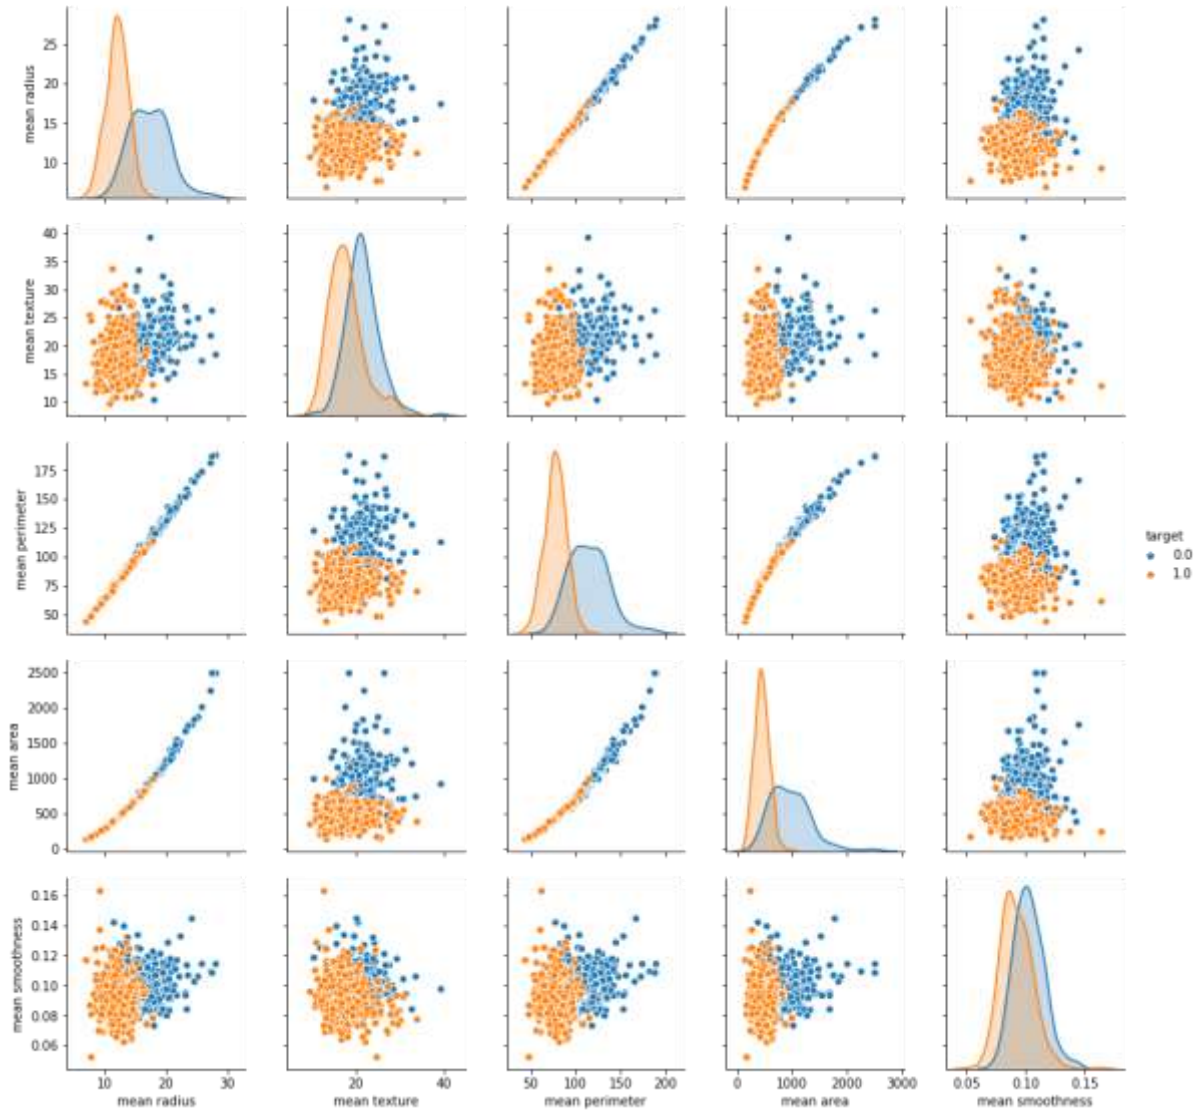 mean radius
25
20
15
10
mean texture
40
35
30
25
20
15
10
mean perimeter
175
150
125
100
75
50
target
0.0
1.0
mean area
2500
2000
1500
1000
500
0
mean smoothness
0.16
0.14
0.12
0.10
0.08
0.06
10 20 30
20 40
50 100 150 200
0 1000 2000 3000
0.05 0.10 0.15
mean radius
mean texture
mean perimeter
mean area
mean smoothness